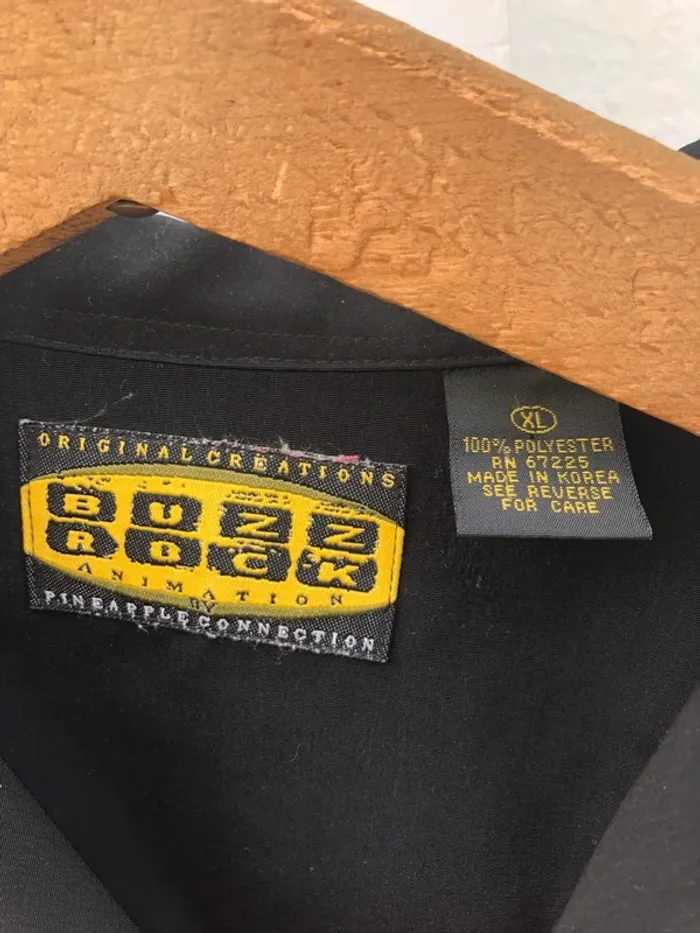 ORIGINAL CREATIONS
BUZZ
ROCK
ANIMATION
BY
PINEAPPLE CONNECTION
XL
100% POLYESTER
RN 67225
MADE IN KOREA
SEE REVERSE
FOR CARE